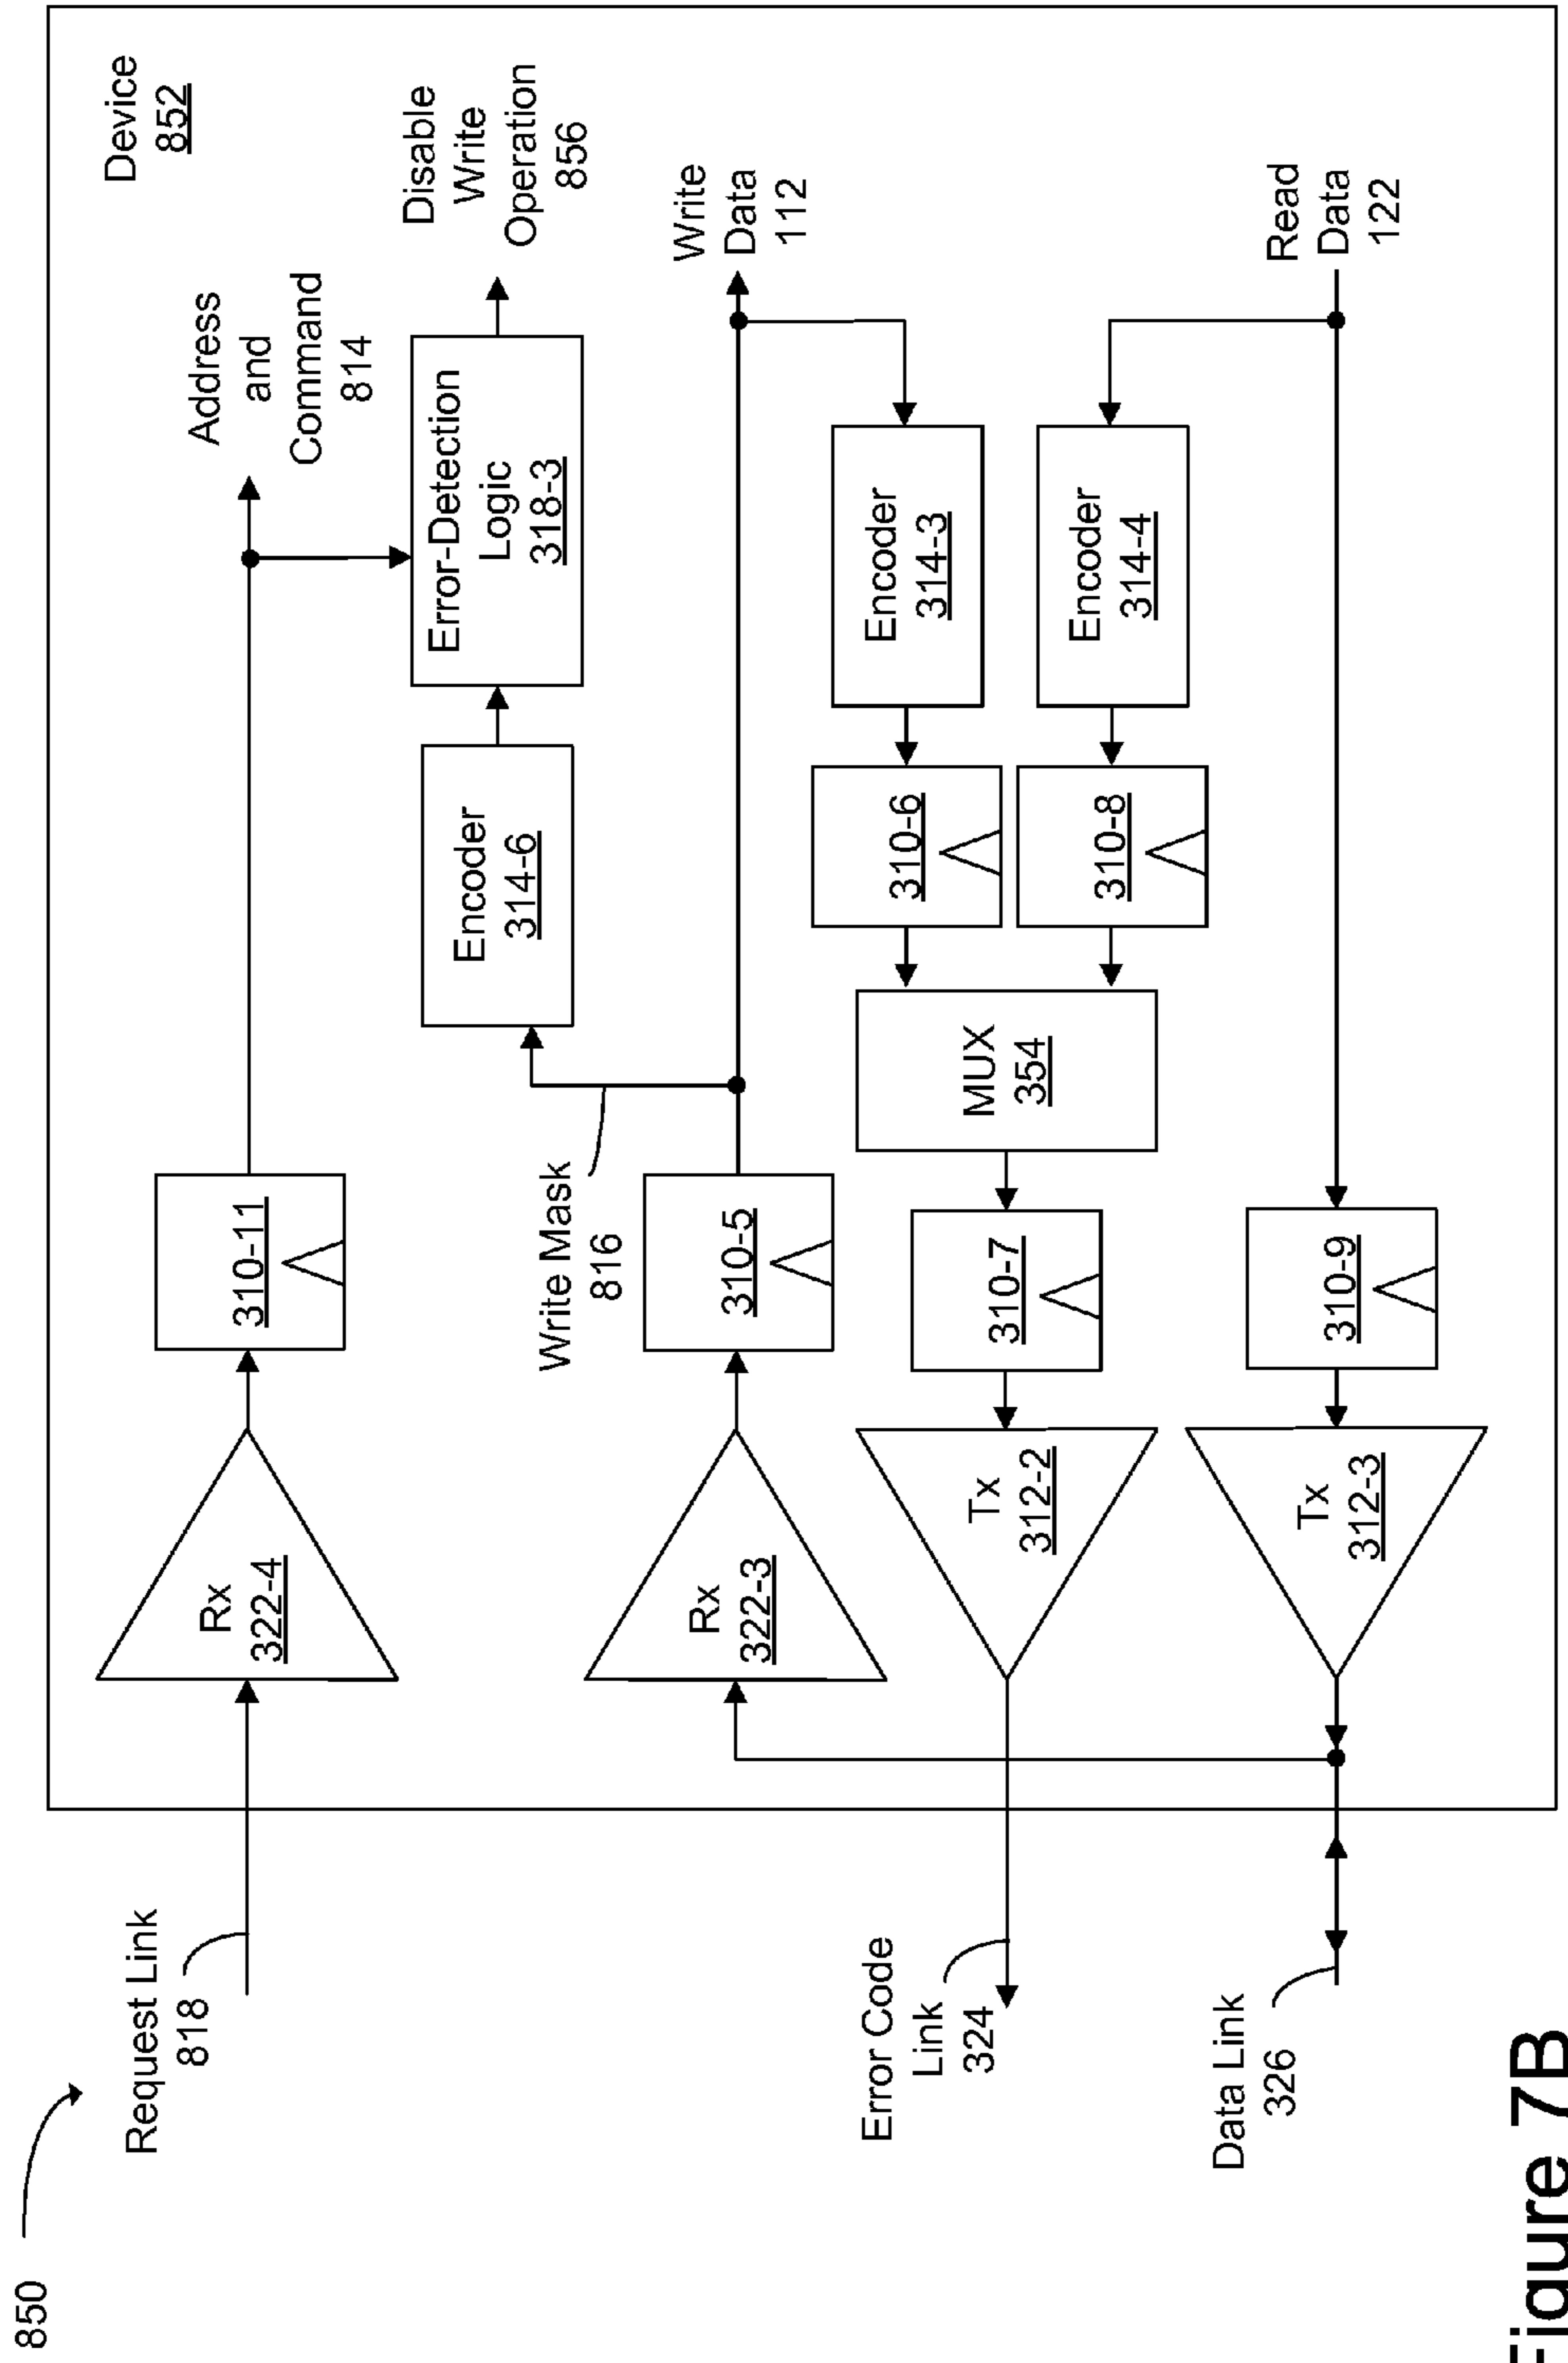 850
Device
852
Request Link
818
Rx
322-4
310-11
Address
and
Command
814
Error-Detection
Logic
318-3
Disable
Write
Operation
856
Encoder
314-6
Write Mask
816
Rx
322-3
310-5
Write
Data
112
Error Code
Link
324
Tx
312-2
310-7
MUX
354
310-6
Encoder
314-3
310-8
Encoder
314-4
Data Link
326
Tx
312-3
310-9
Read
Data
122
Figure 7B